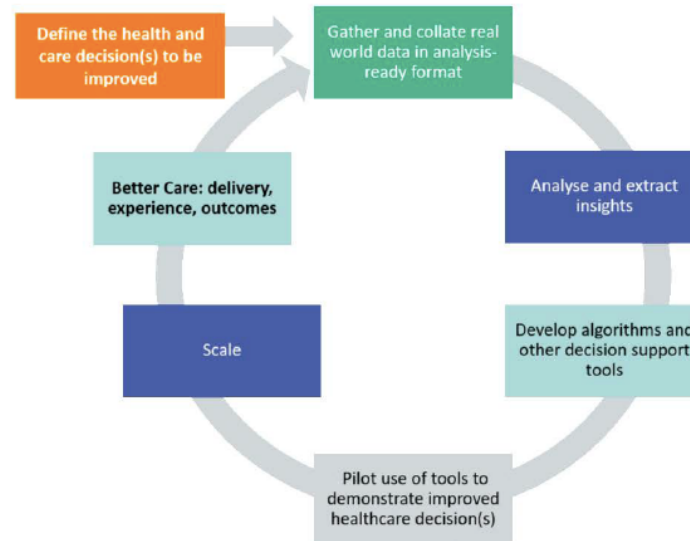 Define the health and
care decision(s) to be
improved
Gather and collate real
world data in analysis-
ready format
Analyse and extract
insights
Develop algorithms and
other decision support
tools
Pilot use of tools to
demonstrate improved
healthcare decision(s)
Scale
Better Care: delivery,
experience, outcomes